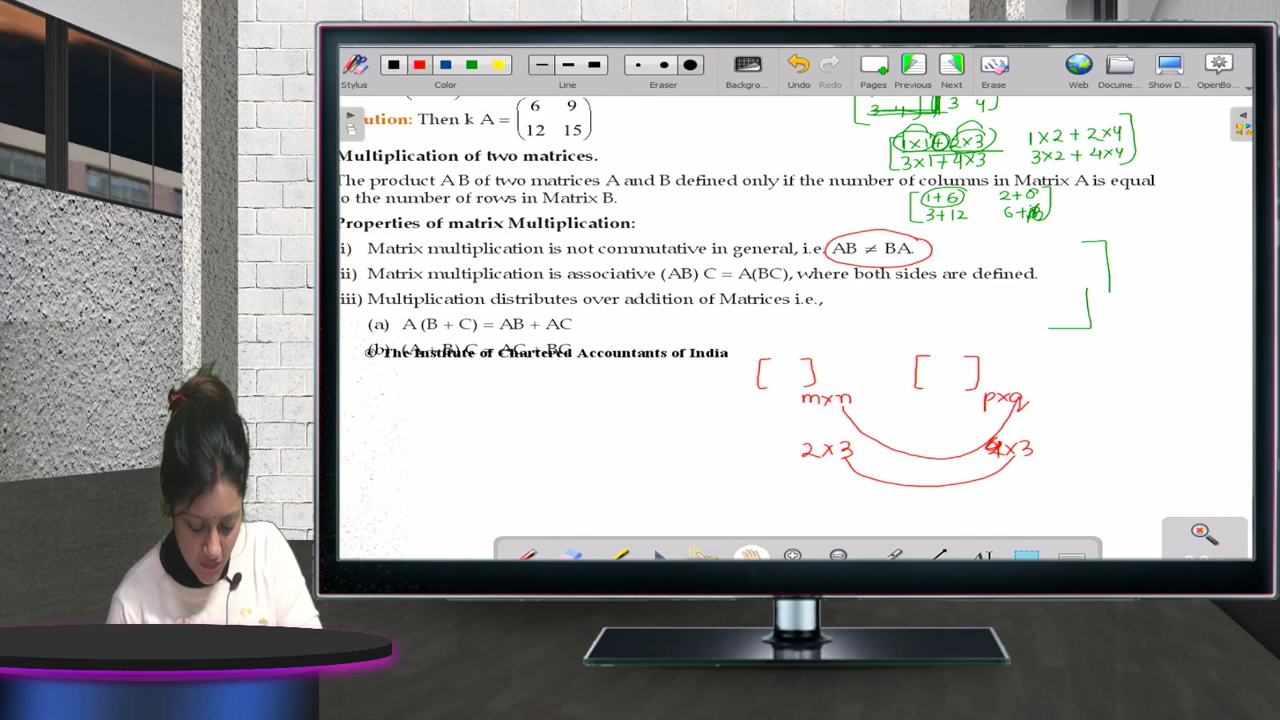 Stylus
Color
Line
Eraser
Backgro...
Undo
Redo
Pages
Previous
Next
Erase
Web
Docume...
Show D...
OpenBo...
ution: Then k A = 6 9
12 15
3 4
1×1+2×3 1×2+2×4
3×1+4×3 3×2+4×4
Multiplication of two matrices.
The product A B of two matrices A and B defined only if the number of columns in Matrix A is equal
o the number of rows in Matrix B.
1+6
3+12
Properties of matrix Multiplication:
i) Matrix multiplication is not commutative in general, i.e. AB ≠ BA.
ii) Matrix multiplication is associative (AB) C = A(BC), where both sides are defined.
iii) Multiplication distributes over addition of Matrices i.e.,
(a) A (B + C) = AB + AC
(b) (A + B) C = AC + BC
© The Institute of Chartered Accountants of India
[ ] m×n [ ] p×q
2×3 ×3